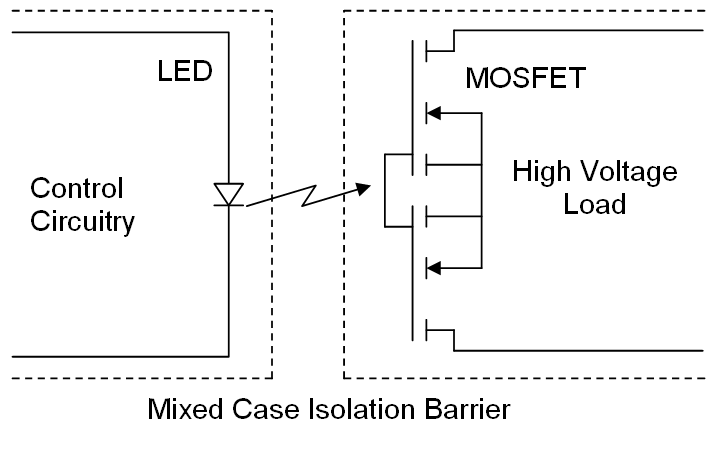 LED
MOSFET
Control
Circuitry
High Voltage
Load
Mixed Case Isolation Barrier